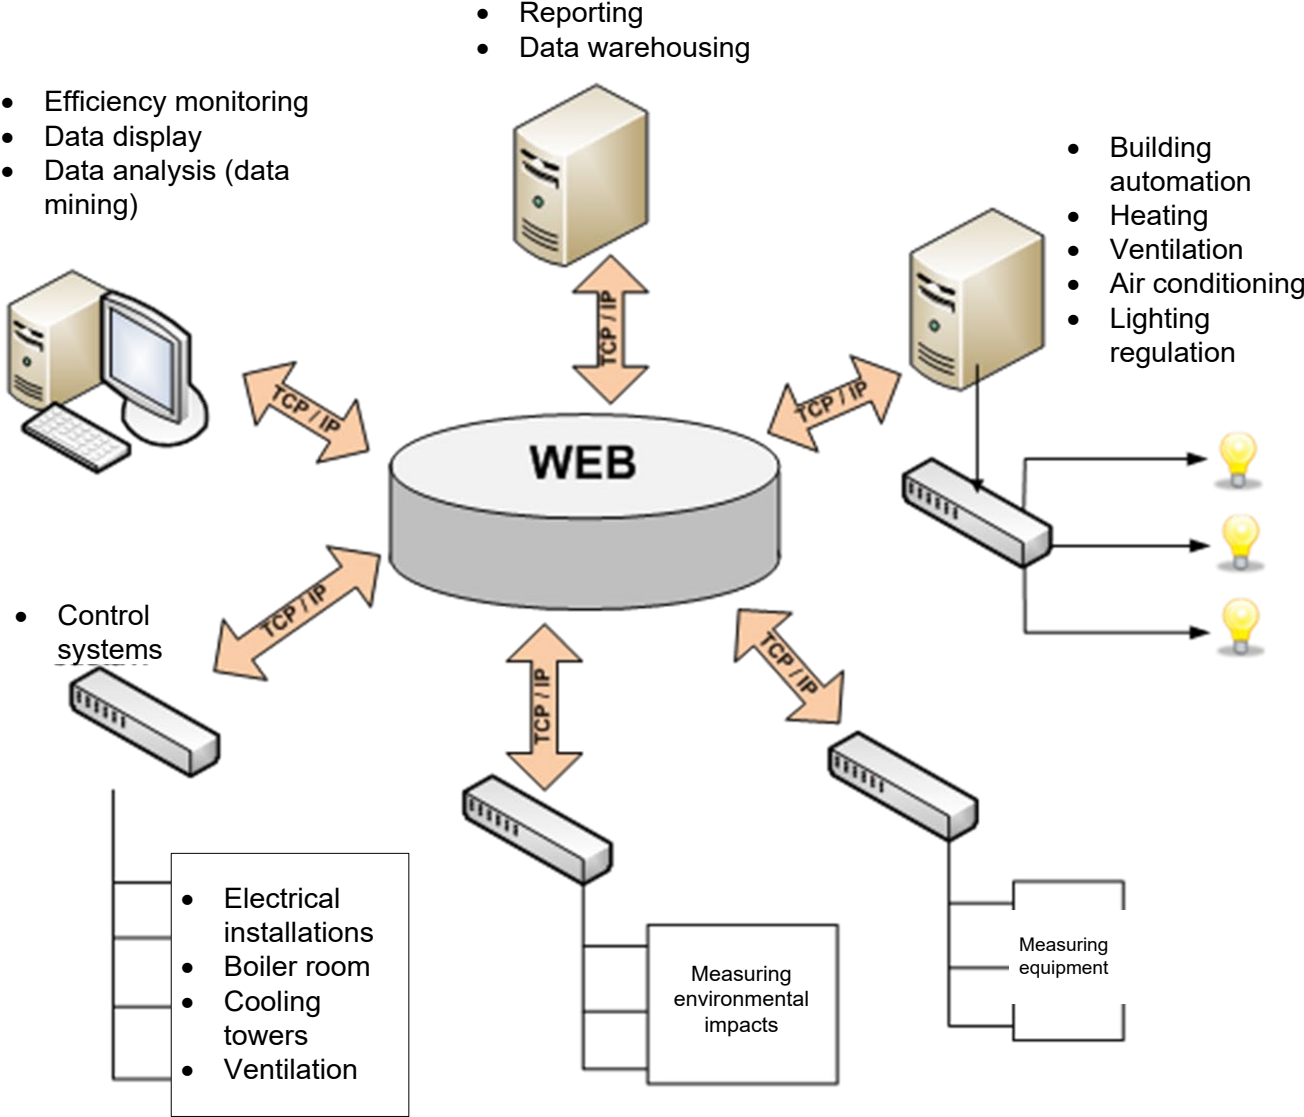 • Reporting
• Data warehousing
• Efficiency monitoring
• Data display
• Data analysis (data
mining)
• Building
automation
• Heating
• Ventilation
• Air conditioning
• Lighting
regulation
TCP / IP
TCP / IP
TCP / IP
WEB
TCP / IP
TCP / IP
TCP / IP
• Control
systems
• Electrical
installations
• Boiler room
• Cooling
towers
• Ventilation
Measuring
environmental
impacts
Measuring
equipment